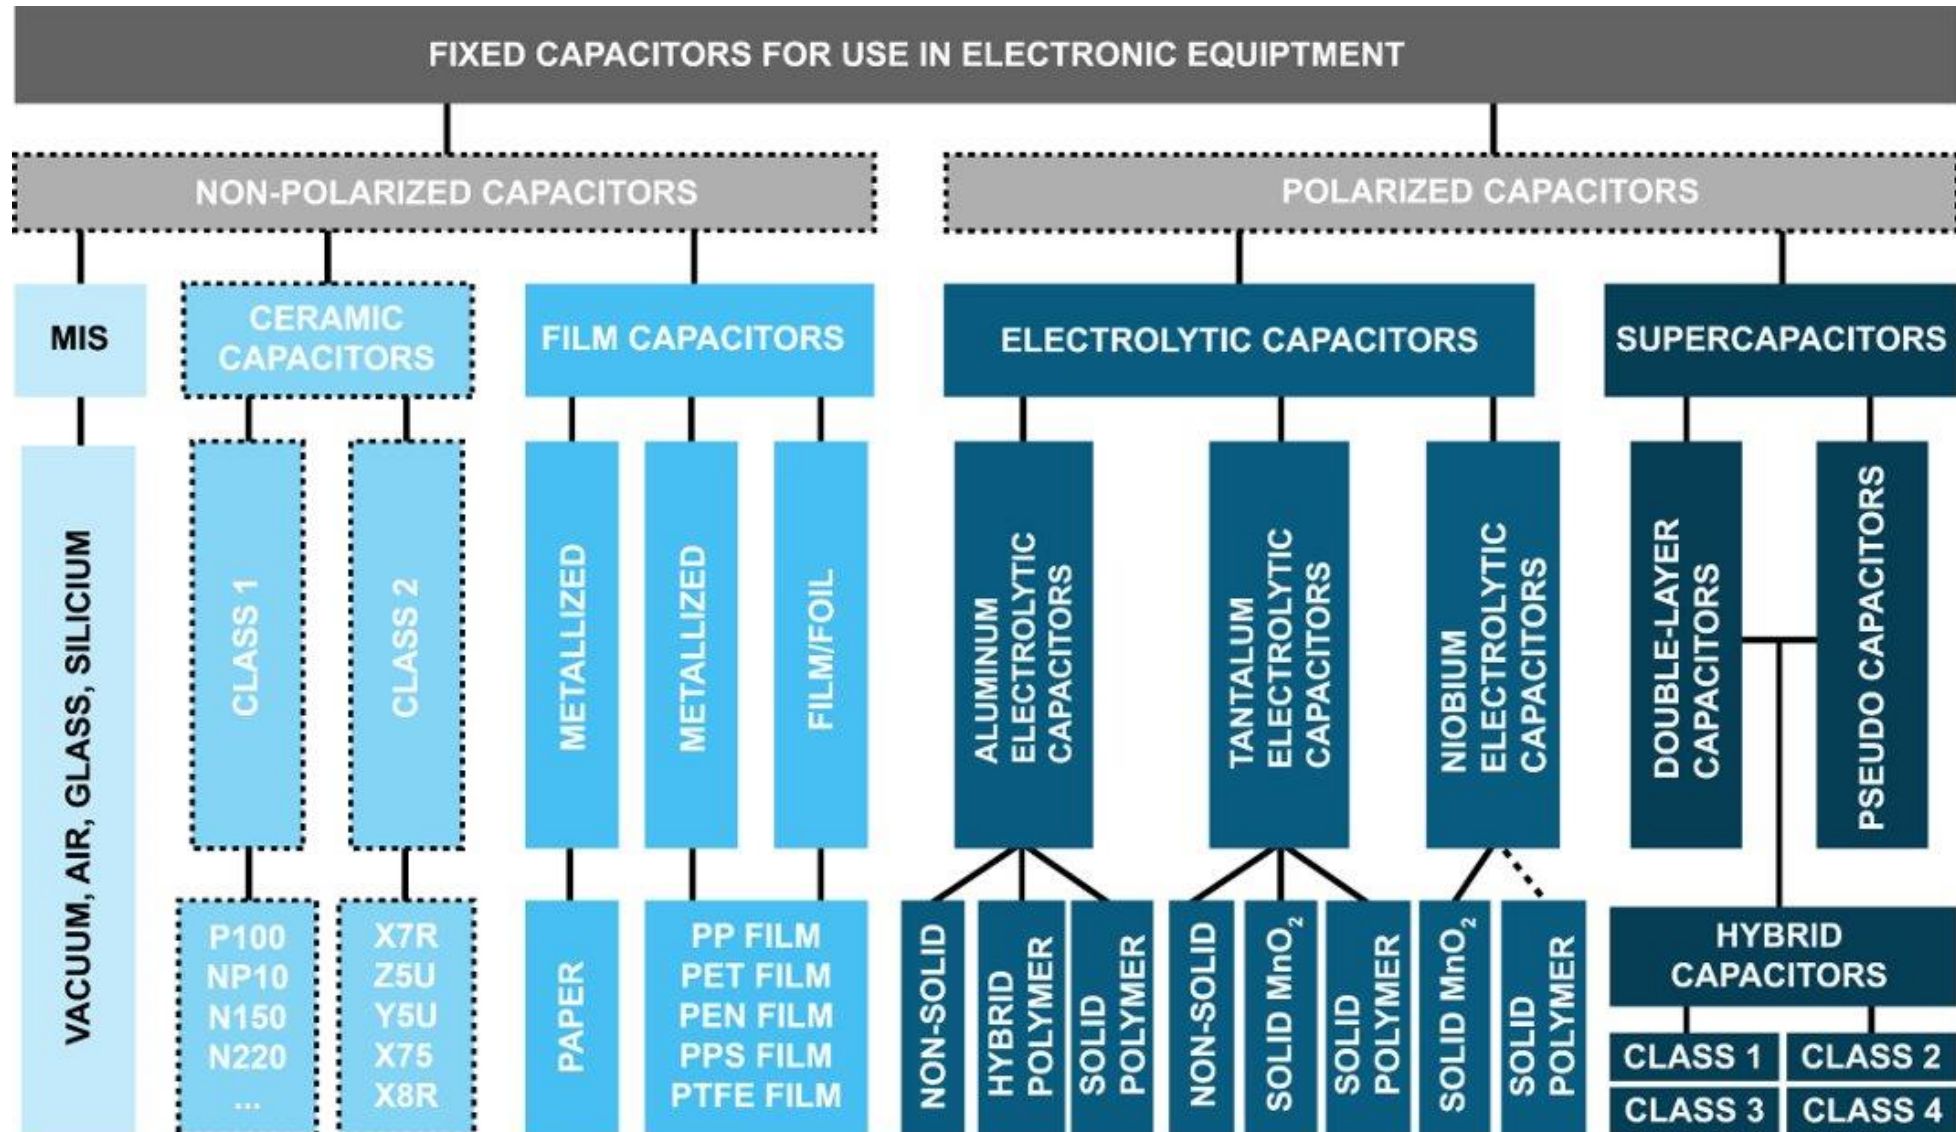 FIXED CAPACITORS FOR USE IN ELECTRONIC EQUIPTMENT
NON-POLARIZED CAPACITORS
POLARIZED CAPACITORS
MIS
CERAMIC
CAPACITORS
FILM CAPACITORS
ELECTROLYTIC CAPACITORS
SUPERCAPACITORS
VACUUM, AIR, GLASS, SILICIUM
CLASS 1
CLASS 2
METALLIZED
METALLIZED
FILM/FOIL
ALUMINUM
ELECTROLYTIC
CAPACITORS
TANTALUM
ELECTROLYTIC
CAPACITORS
NIOBIUM
ELECTROLYTIC
CAPACITORS
DOUBLE-LAYER
CAPACITORS
PSEUDO CAPACITORS
P100
NP10
N150
N220
...
X7R
Z5U
Y5U
X75
X8R
PAPER
PP FILM
PET FILM
PEN FILM
PPS FILM
PTFE FILM
NON-SOLID
HYBRID
POLYMER
SOLID
POLYMER
NON-SOLID
SOLID MnO₂
SOLID
POLYMER
SOLID MnO₂
SOLID
POLYMER
HYBRID
CAPACITORS
CLASS 1
CLASS 2
CLASS 3
CLASS 4